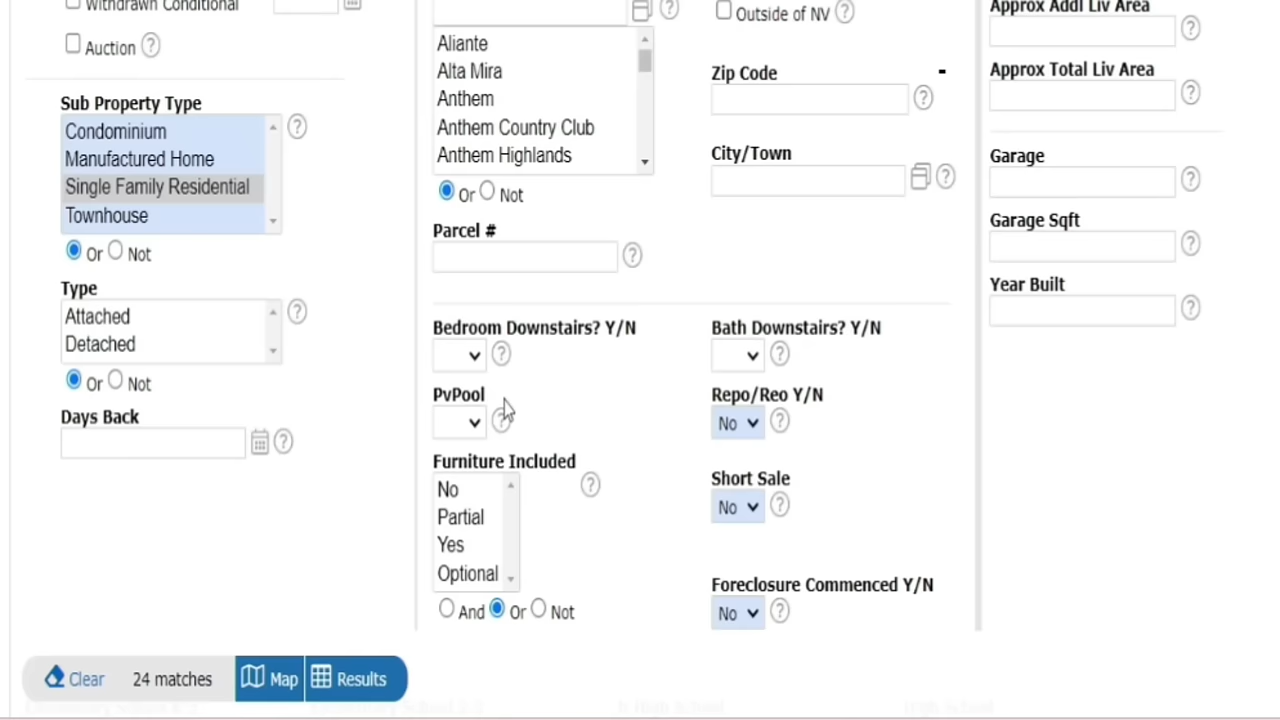 Withdrawn Conditional
Auction ?
Sub Property Type
Condominium
Manufactured Home
Single Family Residential
Townhouse
?
Or Not
Type
Attached
Detached
?
Or Not
Days Back
?
?
Aliante
Alta Mira
Anthem
Anthem Country Club
Anthem Highlands
Or Not
Parcel #
?
Outside of NV ?
Zip Code
?
City/Town
?
Bedroom Downstairs? Y/N
?
PvPool
?
Furniture Included
No
Partial
Yes
Optional
?
And Or Not
Bath Downstairs? Y/N
?
Repo/Reo Y/N
No ?
Short Sale
No ?
Foreclosure Commenced Y/N
No ?
Approx Addl Liv Area
?
Approx Total Liv Area
?
Garage
?
Garage Sqft
?
Year Built
?
Clear 24 matches Map Results